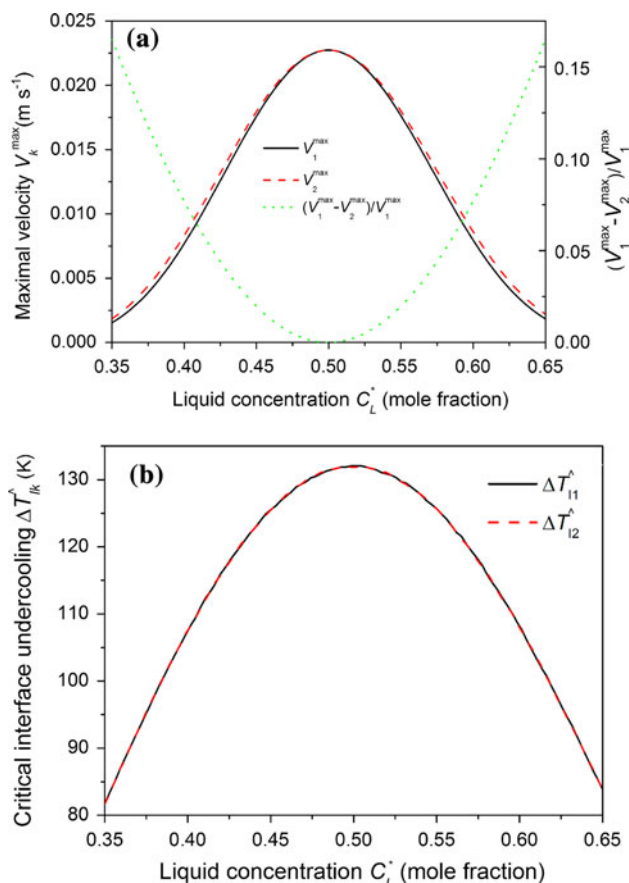 (a)
0.025
0.020
0.015
0.010
0.005
0.000
Maximal velocity V_k^max (m s⁻¹)
V_1^max
V_2^max
(V_1^max-V_2^max)/V_1^max
0.15
0.10
0.05
0.00
(V_1^max-V_2^max)/V_1^max
0.35 0.40 0.45 0.50 0.55 0.60 0.65
Liquid concentration C_L^* (mole fraction)
(b)
130
120
110
100
90
80
Critical interface undercooling ΔT_Ik^^ (K)
ΔT_I1^^
ΔT_I2^^
0.35 0.40 0.45 0.50 0.55 0.60 0.65
Liquid concentration C_L^* (mole fraction)